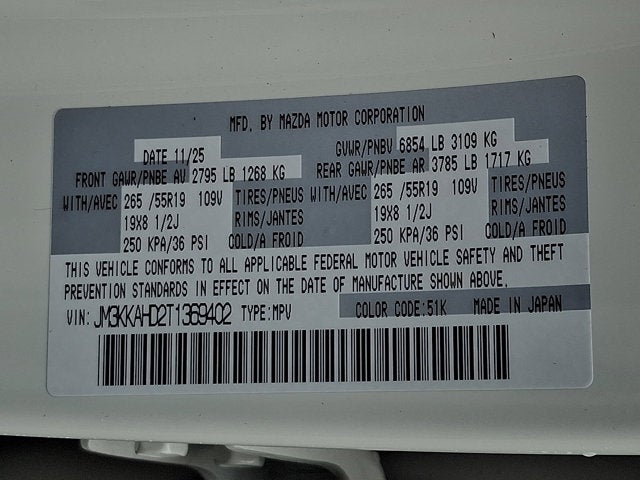 MFD. BY MAZDA MOTOR CORPORATION
DATE 11/25 GVWR/PNBV 6854 LB 3109 KG
FRONT GAWR/PNBE AV 2795 LB 1268 KG REAR GAWR/PNBE AR 3785 LB 1717 KG
WITH/AVEC 265 /55R19 109V TIRES/PNEUS WITH/AVEC 265 /55R19 109V TIRES/PNEUS
19X8 1/2J RIMS/JANTES 19X8 1/2J RIMS/JANTES
250 KPA/36 PSI COLD/A FROID 250 KPA/36 PSI COLD/A FROID
THIS VEHICLE CONFORMS TO ALL APPLICABLE FEDERAL MOTOR VEHICLE SAFETY AND THEFT
PREVENTION STANDARDS IN EFFECT ON THE DATE OF MANUFACTURE SHOWN ABOVE.
VIN: JM3KKAHD2T1369402 TYPE:MPV COLOR CODE:51K MADE IN JAPAN